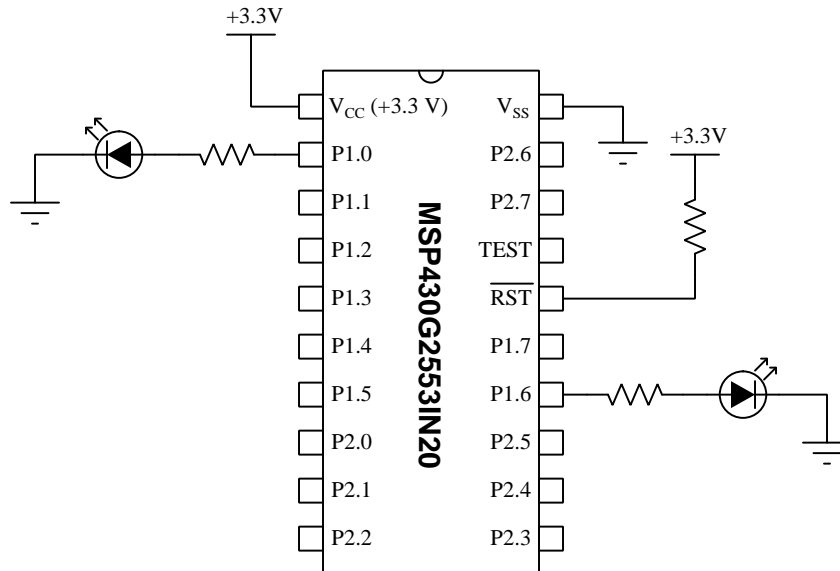 +3.3V
V_CC (+3.3 V)
V_SS
P1.0
P2.6
+3.3V
P1.1
P2.7
P1.2
TEST
P1.3
RST
P1.4
P1.7
P1.5
P1.6
P2.0
P2.5
P2.1
P2.4
P2.2
P2.3
MSP430G2553IN20